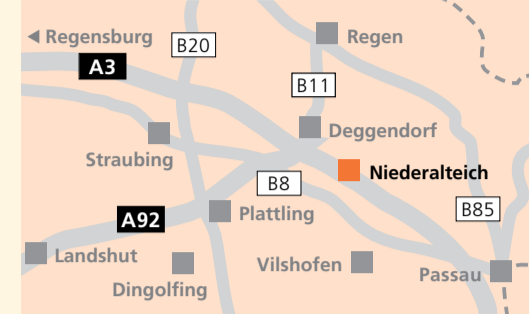 Regensburg
B20
Regen
A3
B11
Deggendorf
Straubing
Niederalteich
B8
B85
A92
Plattling
Landshut
Vilshofen
Passau
Dingolfing